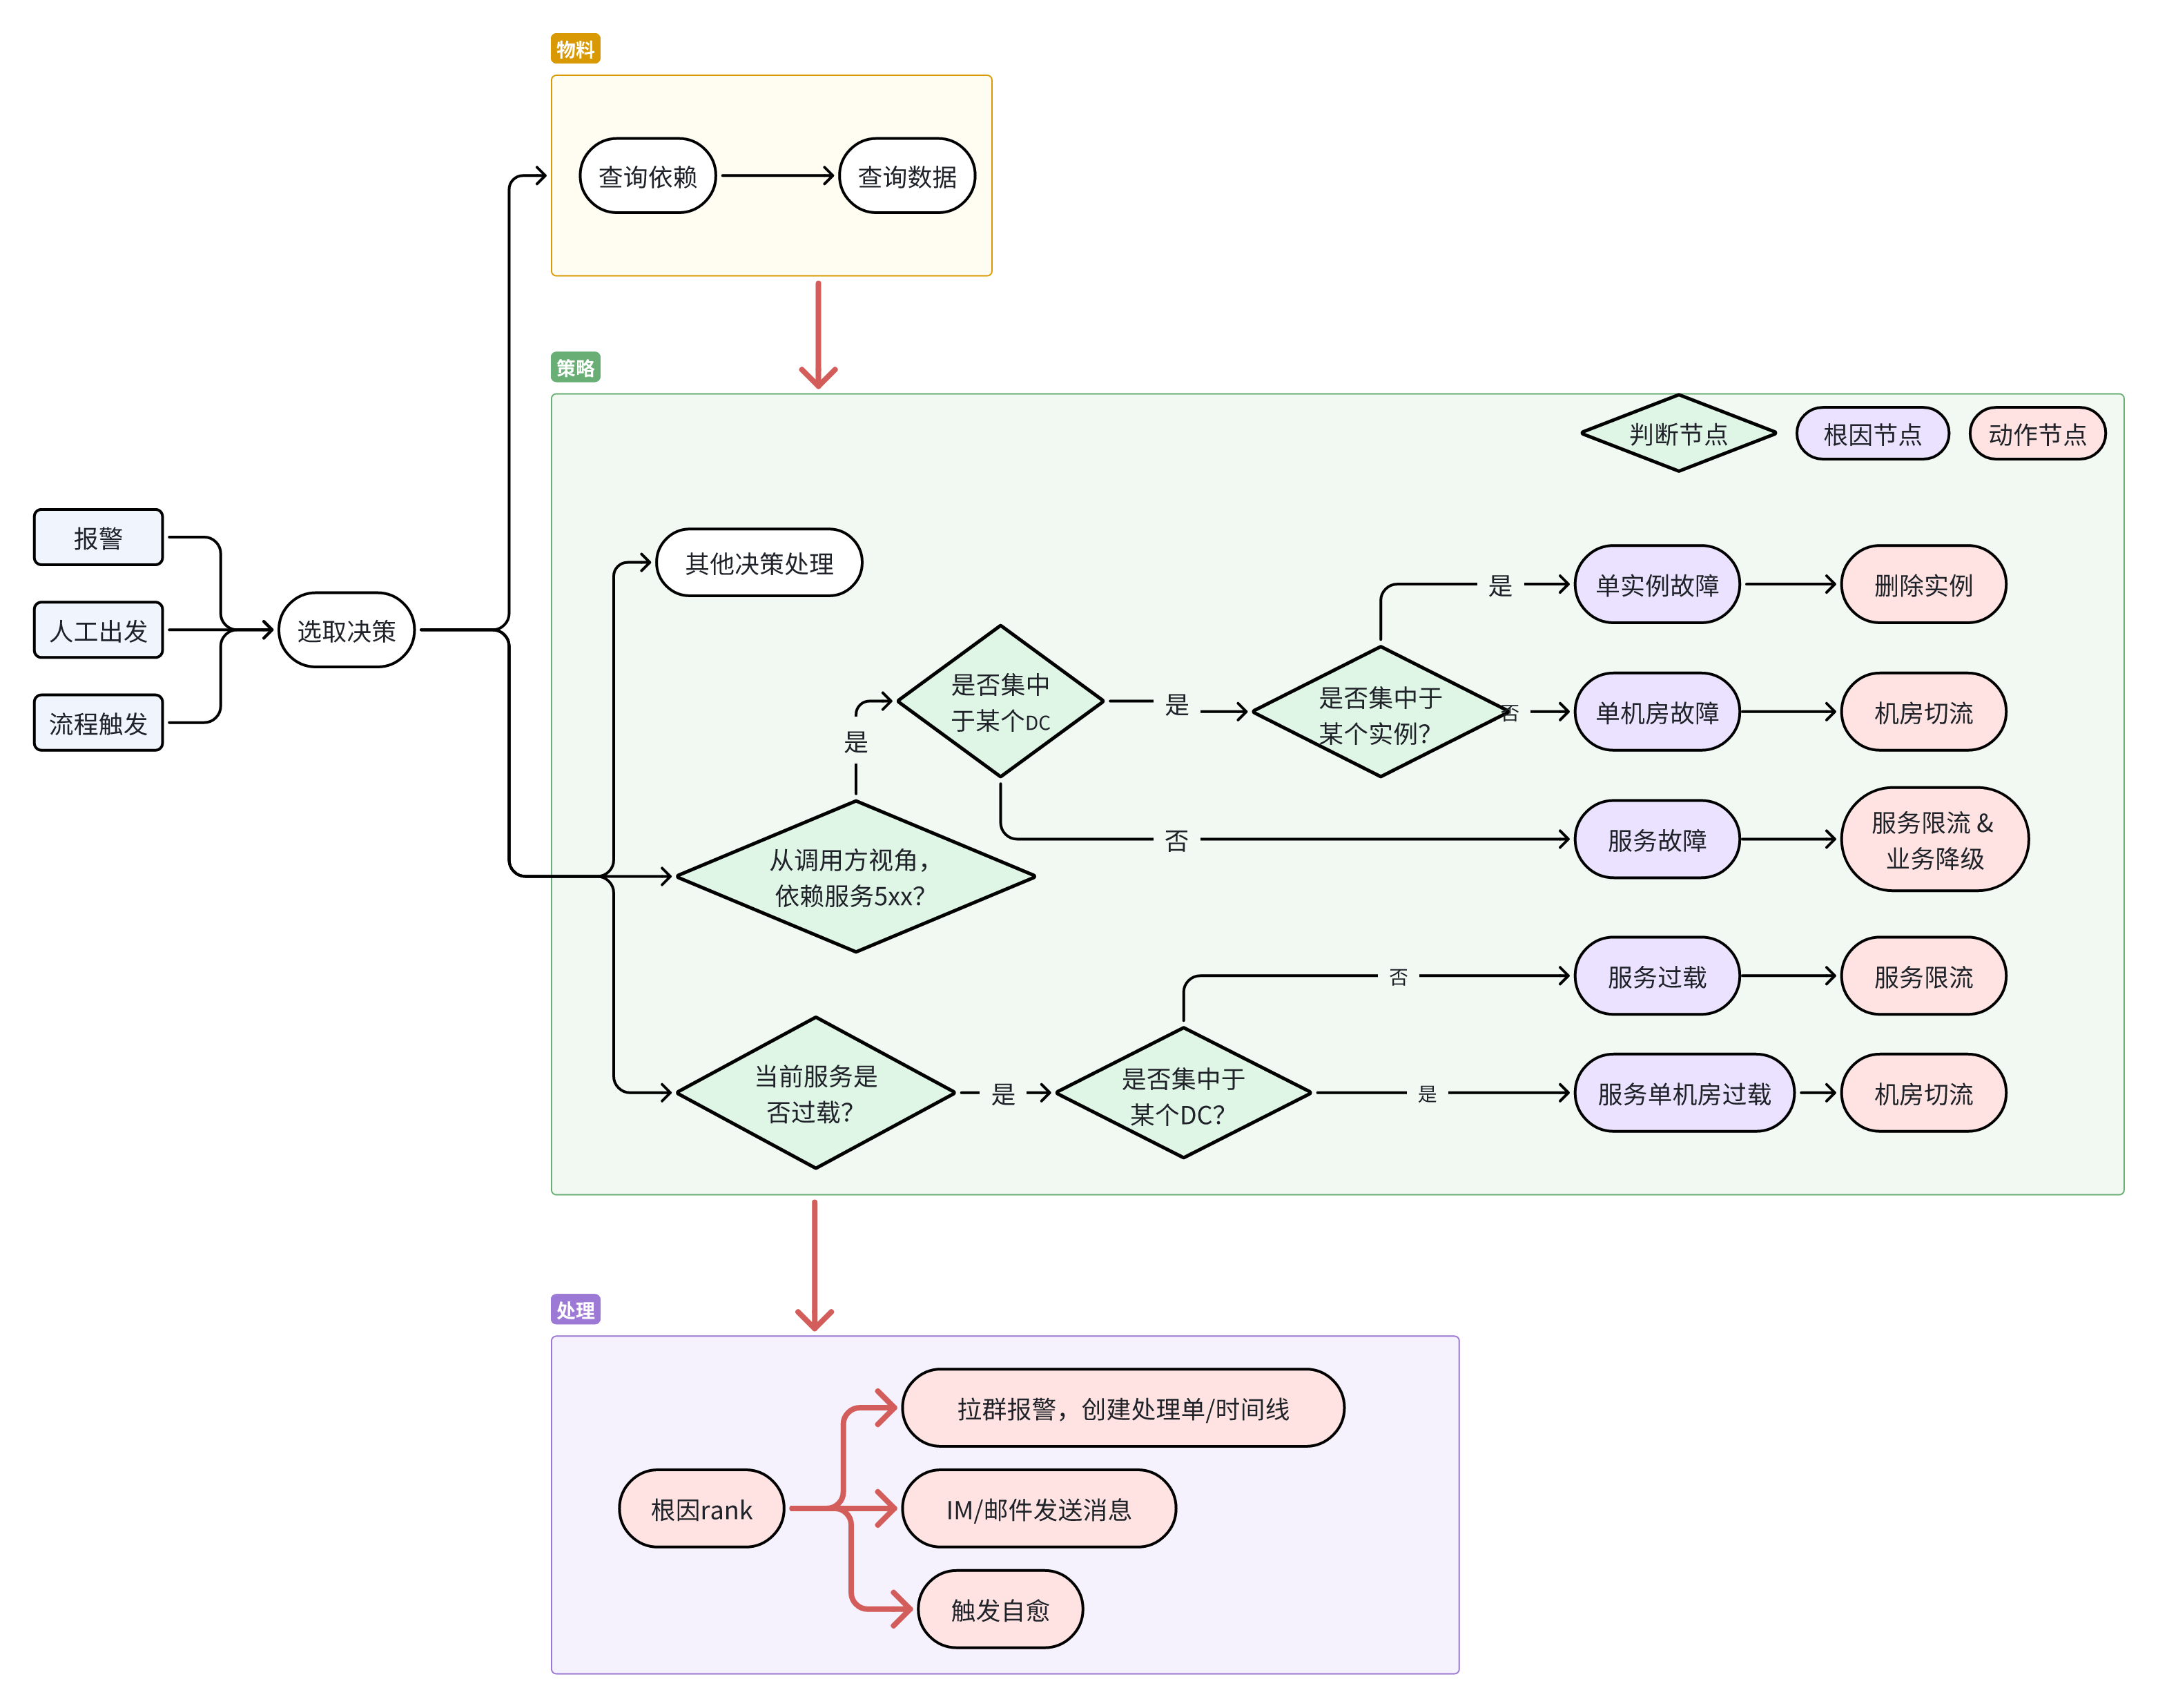 物料
查询依赖
查询数据
策略
判断节点
根因节点
动作节点
报警
人工出发
流程触发
选取决策
其他决策处理
从调用方视角，
依赖服务5xx？
是
是否集中
于某个DC
是
是否集中于
某个实例？
是
单实例故障
删除实例
否
单机房故障
机房切流
否
服务故障
服务限流 &
业务降级
当前服务是
否过载？
是
是否集中于
某个DC？
否
服务过载
服务限流
是
服务单机房过载
机房切流
处理
根因rank
拉群报警，创建处理单/时间线
IM/邮件发送消息
触发自愈